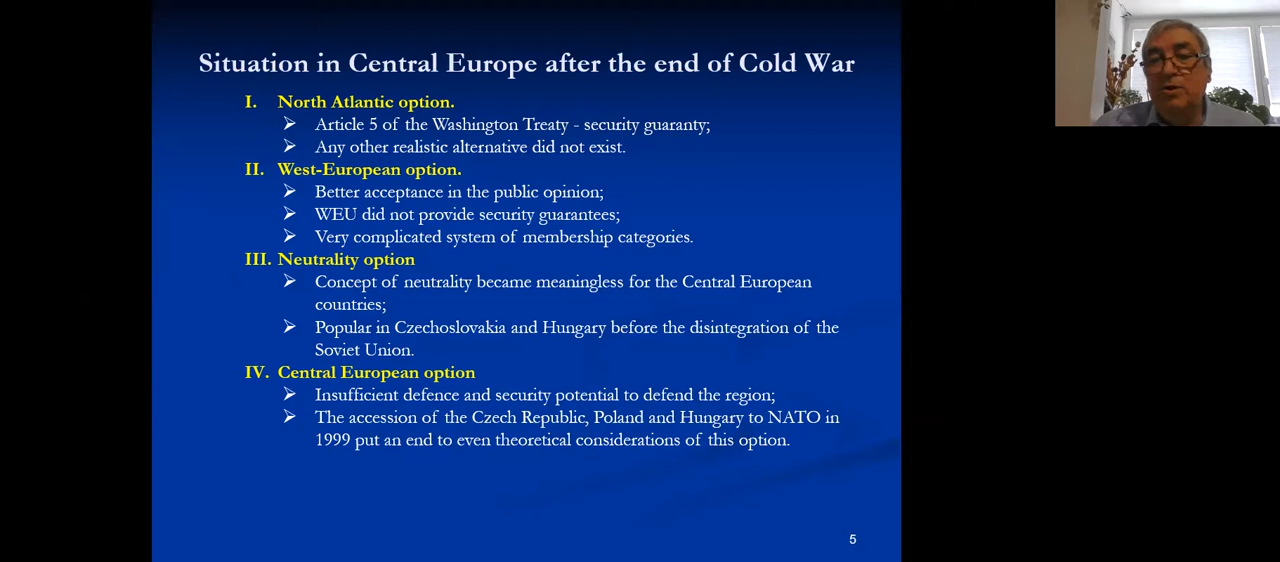 Situation in Central Europe after the end of Cold War
I. North Atlantic option.
➢ Article 5 of the Washington Treaty - security guaranty;
➢ Any other realistic alternative did not exist.
II. West-European option.
➢ Better acceptance in the public opinion;
➢ WEU did not provide security guarantees;
➢ Very complicated system of membership categories.
III. Neutrality option
➢ Concept of neutrality became meaningless for the Central European
countries;
➢ Popular in Czechoslovakia and Hungary before the disintegration of the
Soviet Union.
IV. Central European option
➢ Insufficient defence and security potential to defend the region;
➢ The accession of the Czech Republic, Poland and Hungary to NATO in
1999 put an end to even theoretical considerations of this option.
5